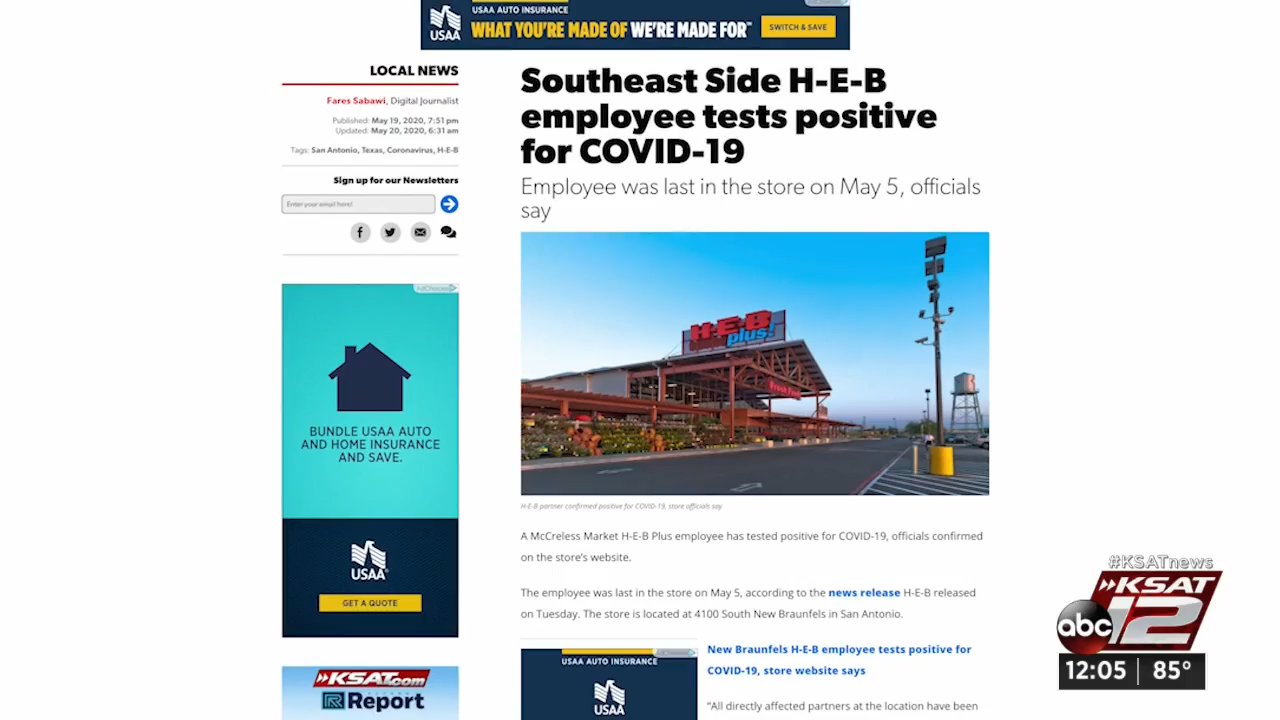 USAA AUTO INSURANCE
WHAT YOU'RE MADE OF WE'RE MADE FOR™
SWITCH & SAVE
USAA
LOCAL NEWS
Fares Sabawi, Digital Journalist
Published: May 19, 2020, 7:51 pm
Updated: May 20, 2020, 6:31 am
Tags: San Antonio, Texas, Coronavirus, H-E-B
Sign up for our Newsletters
Enter your email here!
AdChoices
BUNDLE USAA AUTO
AND HOME INSURANCE
AND SAVE.
USAA®
GET A QUOTE
KSAT.com
Report
Southeast Side H-E-B
employee tests positive
for COVID-19
Employee was last in the store on May 5, officials
say
H-E-B
plus!
Fresh Food
H-E-B partner confirmed positive for COVID-19, store officials say
A McCreless Market H-E-B Plus employee has tested positive for COVID-19, officials confirmed
on the store's website.
The employee was last in the store on May 5, according to the news release H-E-B released
on Tuesday. The store is located at 4100 South New Braunfels in San Antonio.
USAA AUTO INSURANCE
USAA
New Braunfels H-E-B employee tests positive for
COVID-19, store website says
"All directly affected partners at the location have been
#KSATnews
KSAT
abc 12
12:05 85°